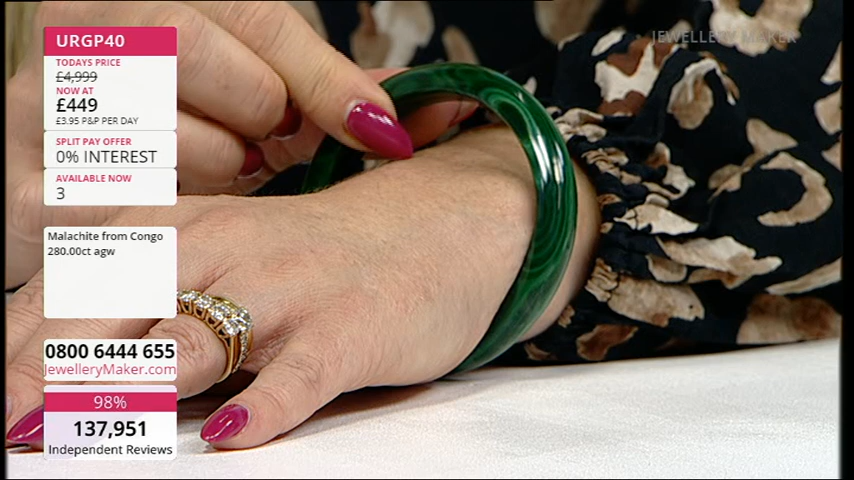 URGP40
TODAYS PRICE
£4,999
NOW AT
£449
£3.95 P&P PER DAY
SPLIT PAY OFFER
0% INTEREST
AVAILABLE NOW
3
Malachite from Congo
280.00ct agw
0800 6444 655
JewelleryMaker.com
98%
137,951
Independent Reviews
JEWELLERY MAKER